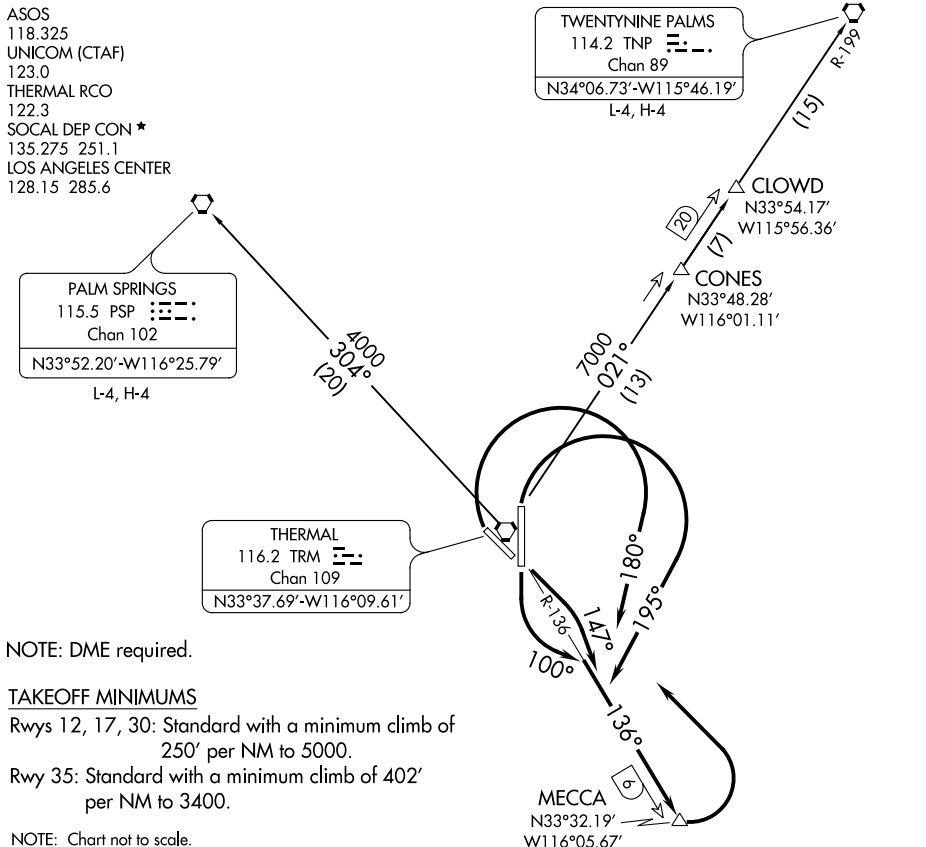 ASOS
118.325
UNICOM (CTAF)
123.0
THERMAL RCO
122.3
SOCAL DEP CON ★
135.275 251.1
LOS ANGELES CENTER
128.15 285.6
TWENTYNINE PALMS
114.2 TNP
Chan 89
N34°06.73’-W115°46.19’
L-4, H-4
R-199
(15)
CLOWD
N33°54.17’
W115°56.36’
20
(7)
CONES
N33°48.28’
W116°01.11’
PALM SPRINGS
115.5 PSP
Chan 102
N33°52.20’-W116°25.79’
L-4, H-4
4000
304°
(20)
7000
021°
(13)
THERMAL
116.2 TRM
Chan 109
N33°37.69’-W116°09.61’
180°
195°
R-136
147°
100°
136°
6
MECCA
N33°32.19’
W116°05.67’
NOTE: DME required.
TAKEOFF MINIMUMS
Rwys 12, 17, 30: Standard with a minimum climb of
250’ per NM to 5000.
Rwy 35: Standard with a minimum climb of 402’
per NM to 3400.
NOTE: Chart not to scale.